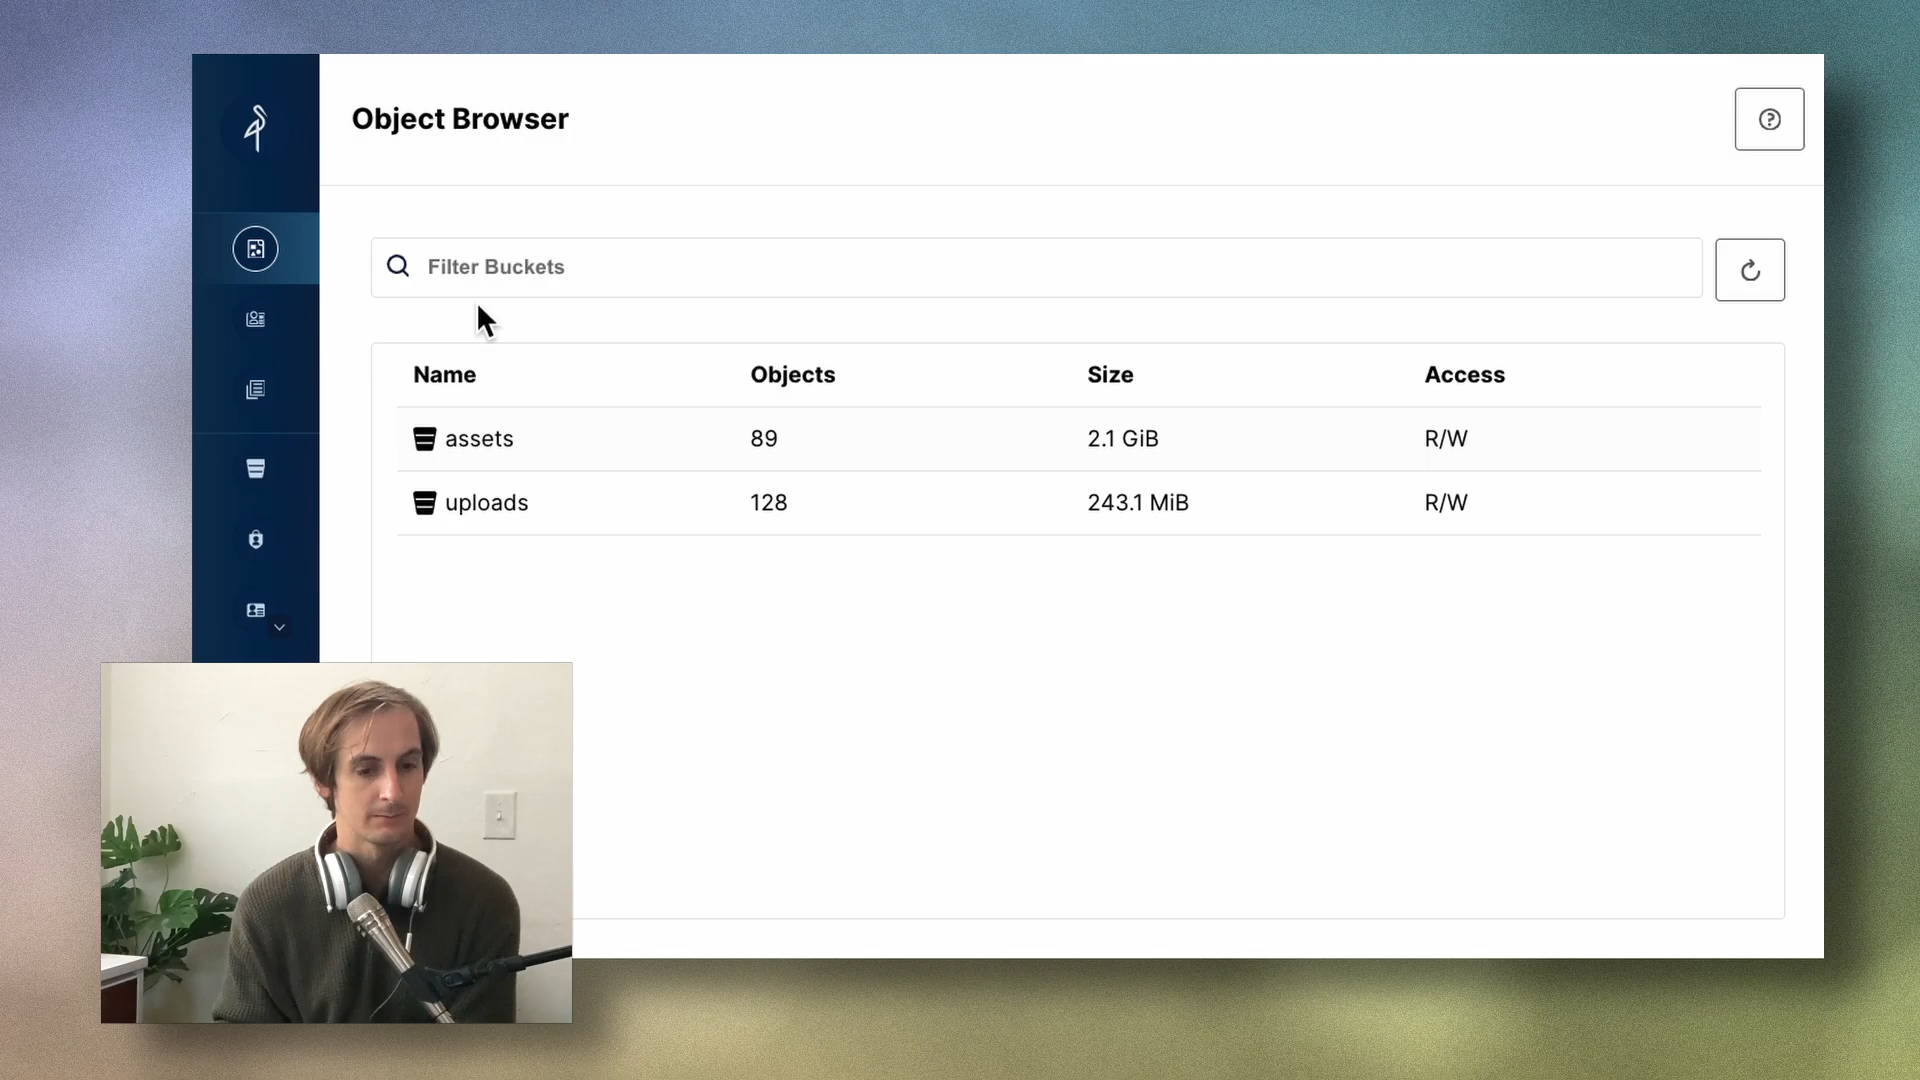 Object Browser
Filter Buckets
Name Objects Size Access
assets 89 2.1 GiB R/W
uploads 128 243.1 MiB R/W